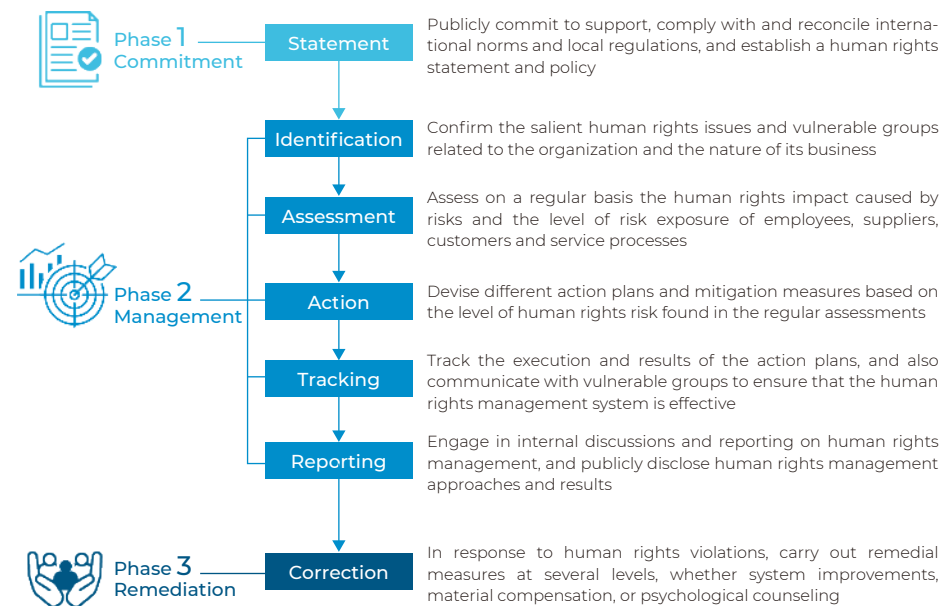 Phase 1
Commitment
Statement
Publicly commit to support, comply with and reconcile interna-
tional norms and local regulations, and establish a human rights
statement and policy
Identification
Confirm the salient human rights issues and vulnerable groups
related to the organization and the nature of its business
Assessment
Assess on a regular basis the human rights impact caused by
risks and the level of risk exposure of employees, suppliers,
customers and service processes
Phase 2
Management
Action
Devise different action plans and mitigation measures based on
the level of human rights risk found in the regular assessments
Tracking
Track the execution and results of the action plans, and also
communicate with vulnerable groups to ensure that the human
rights management system is effective
Reporting
Engage in internal discussions and reporting on human rights
management, and publicly disclose human rights management
approaches and results
Phase 3
Remediation
Correction
In response to human rights violations, carry out remedial
measures at several levels, whether system improvements,
material compensation, or psychological counseling